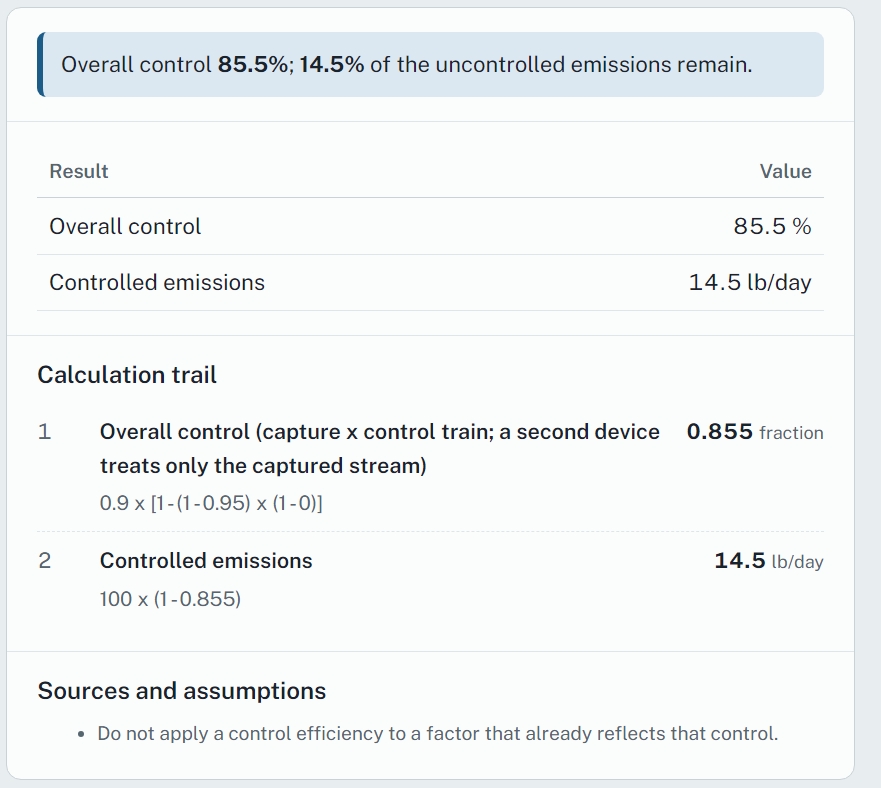 Overall control 85.5%; 14.5% of the uncontrolled emissions remain.
Result Value
Overall control 85.5 %
Controlled emissions 14.5 lb/day
Calculation trail
1 Overall control (capture x control train; a second device 0.855 fraction
treats only the captured stream)
0.9 x [1-(1-0.95) x (1-0)]
2 Controlled emissions 14.5 lb/day
100 x (1-0.855)
Sources and assumptions
• Do not apply a control efficiency to a factor that already reflects that control.